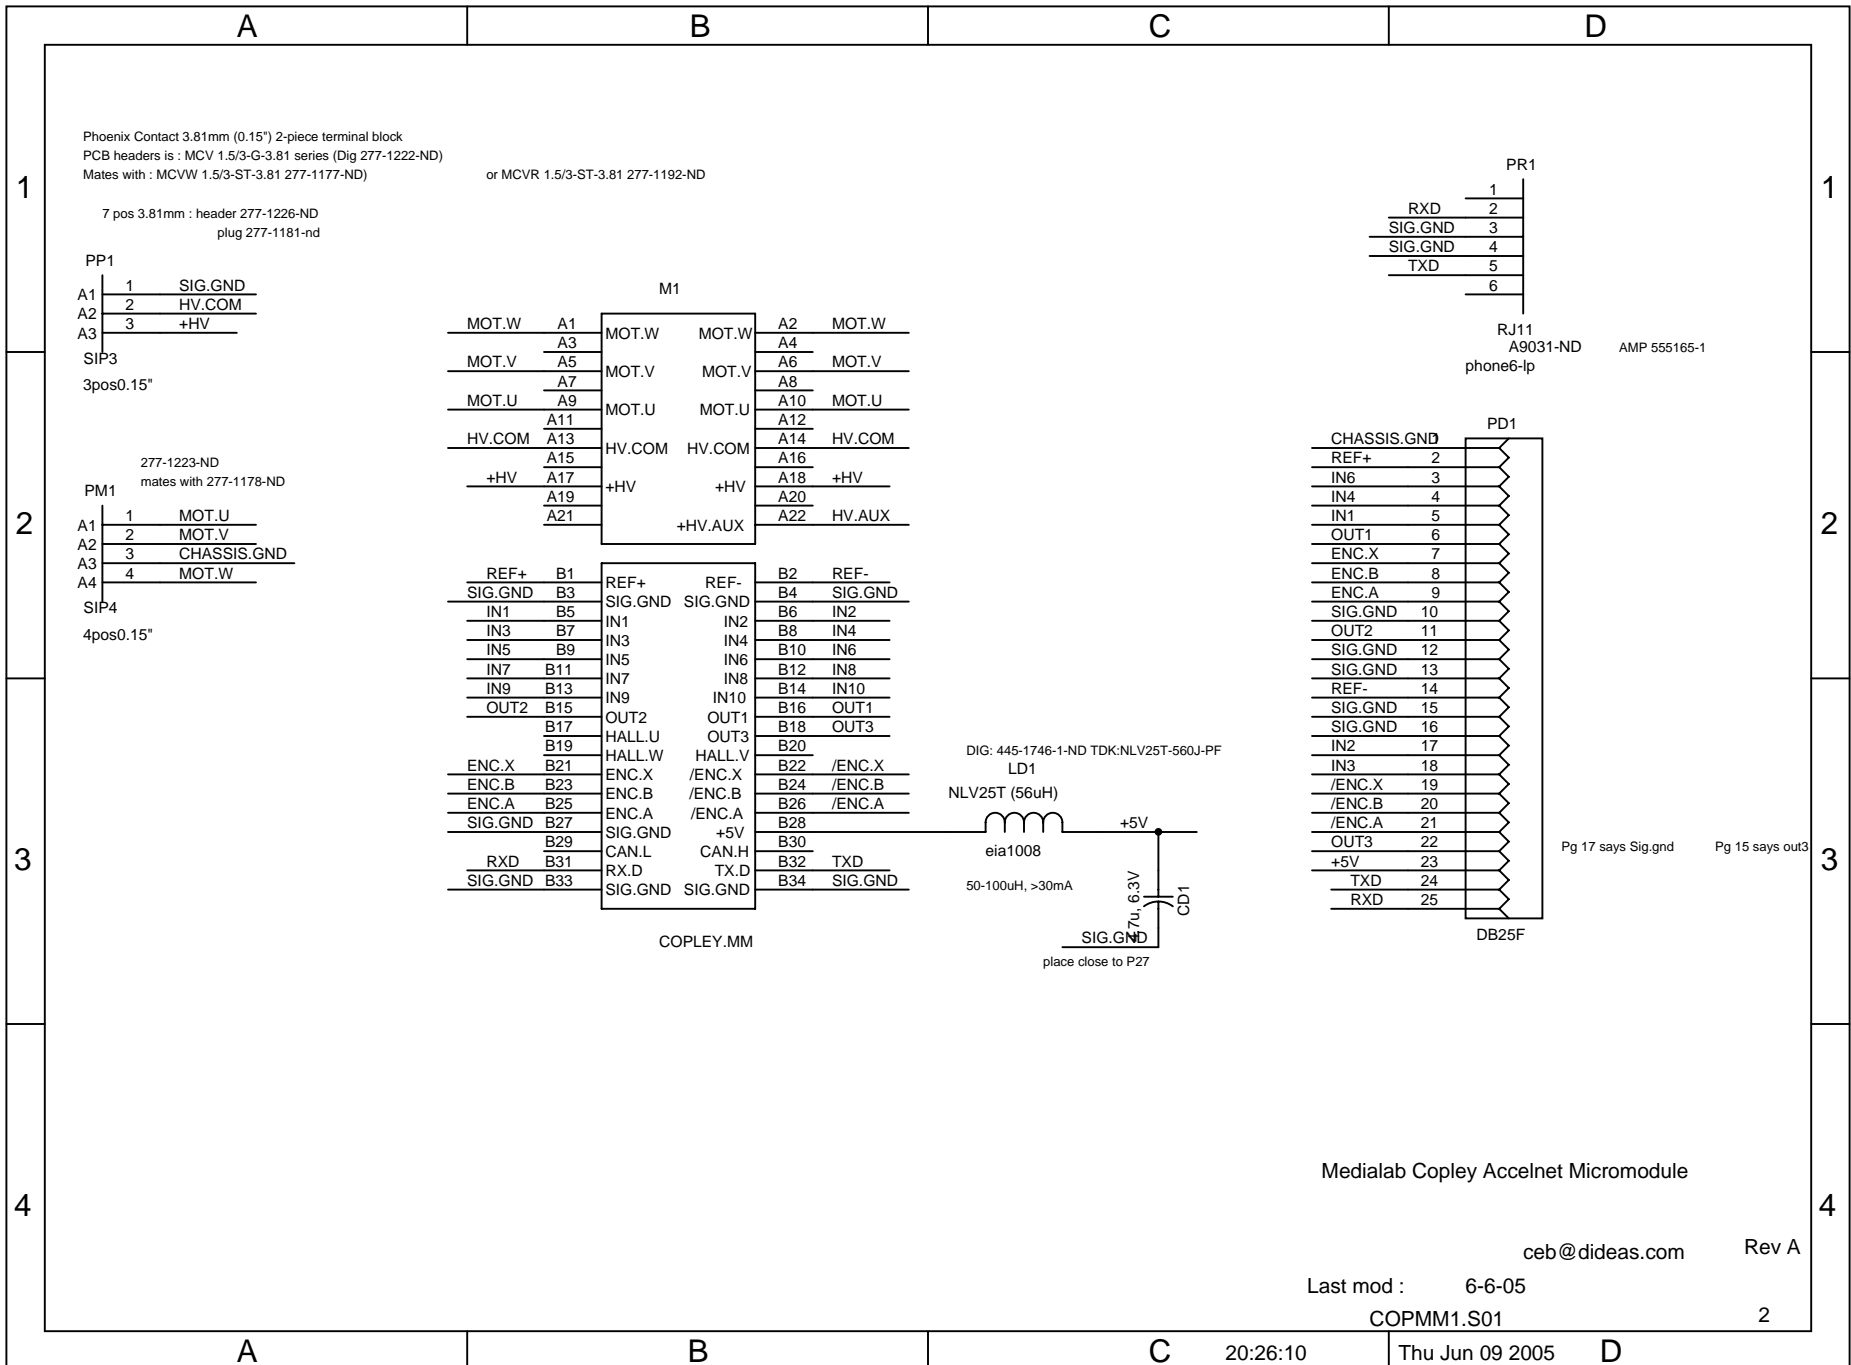 A B C D
Phoenix Contact 3.81mm (0.15") 2-piece terminal block
PCB headers is : MCV 1.5/3-G-3.81 series (Dig 277-1222-ND)
Mates with : MCVW 1.5/3-ST-3.81 277-1177-ND) or MCVR 1.5/3-ST-3.81 277-1192-ND
1 1
7 pos 3.81mm : header 277-1226-ND
plug 277-1181-nd
PP1
A1 1 SIG.GND
A2 2 HV.COM
A3 3 +HV
SIP3
3pos0.15"
277-1223-ND
mates with 277-1178-ND
PM1
A1 1 MOT.U
A2 2 MOT.V
A3 3 CHASSIS.GND
A4 4 MOT.W
SIP4
4pos0.15"
2 2
M1
MOT.W A1 MOT.W MOT.W A2 MOT.W
A3 A4
MOT.V A5 MOT.V MOT.V A6 MOT.V
A7 A8
MOT.U A9 MOT.U MOT.U A10 MOT.U
A11 A12
HV.COM A13 HV.COM HV.COM A14 HV.COM
A15 A16
+HV A17 +HV +HV A18 +HV
A19 A20
A21 +HV.AUX A22 HV.AUX
REF+ B1 REF+ REF- B2 REF-
SIG.GND B3 SIG.GND SIG.GND B4 SIG.GND
IN1 B5 IN1 IN2 B6 IN2
IN3 B7 IN3 IN4 B8 IN4
IN5 B9 IN5 IN6 B10 IN6
IN7 B11 IN7 IN8 B12 IN8
IN9 B13 IN9 IN10 B14 IN10
OUT2 B15 OUT2 OUT1 B16 OUT1
B17 HALL.U OUT3 B18 OUT3
B19 HALL.W HALL.V B20
ENC.X B21 ENC.X /ENC.X B22 /ENC.X
ENC.B B23 ENC.B /ENC.B B24 /ENC.B
ENC.A B25 ENC.A /ENC.A B26 /ENC.A
SIG.GND B27 SIG.GND +5V B28
B29 CAN.L CAN.H B30
RXD B31 RX.D TX.D B32 TXD
SIG.GND B33 SIG.GND SIG.GND B34 SIG.GND
COPLEY.MM
DIG: 445-1746-1-ND TDK:NLV25T-560J-PF
LD1
NLV25T (56uH)
+5V
eia1008
50-100uH, >30mA
4.7u, 6.3V
CD1
SIG.GND
place close to P27
PR1
1
RXD 2
SIG.GND 3
SIG.GND 4
TXD 5
6
RJ11
A9031-ND AMP 555165-1
phone6-lp
PD1
CHASSIS.GND 1
REF+ 2
IN6 3
IN4 4
IN1 5
OUT1 6
ENC.X 7
ENC.B 8
ENC.A 9
SIG.GND 10
OUT2 11
SIG.GND 12
SIG.GND 13
REF- 14
SIG.GND 15
SIG.GND 16
IN2 17
IN3 18
/ENC.X 19
/ENC.B 20
/ENC.A 21
OUT3 22 Pg 17 says Sig.gnd Pg 15 says out3
+5V 23
TXD 24
RXD 25
DB25F
3 3
4 4
Medialab Copley Accelnet Micromodule
ceb@dideas.com Rev A
Last mod : 6-6-05
COPMM1.S01 2
A B C 20:26:10 Thu Jun 09 2005 D